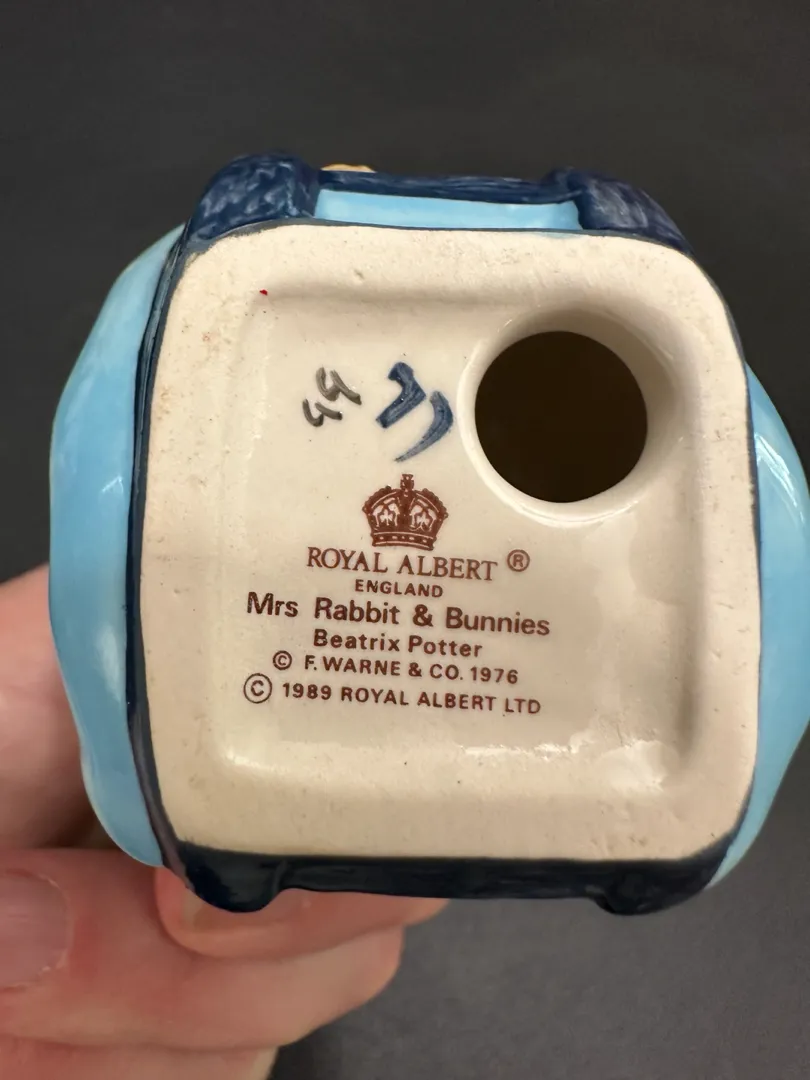 ROYAL ALBERT ®
ENGLAND
Mrs Rabbit & Bunnies
Beatrix Potter
© F. WARNE & CO. 1976
© 1989 ROYAL ALBERT LTD